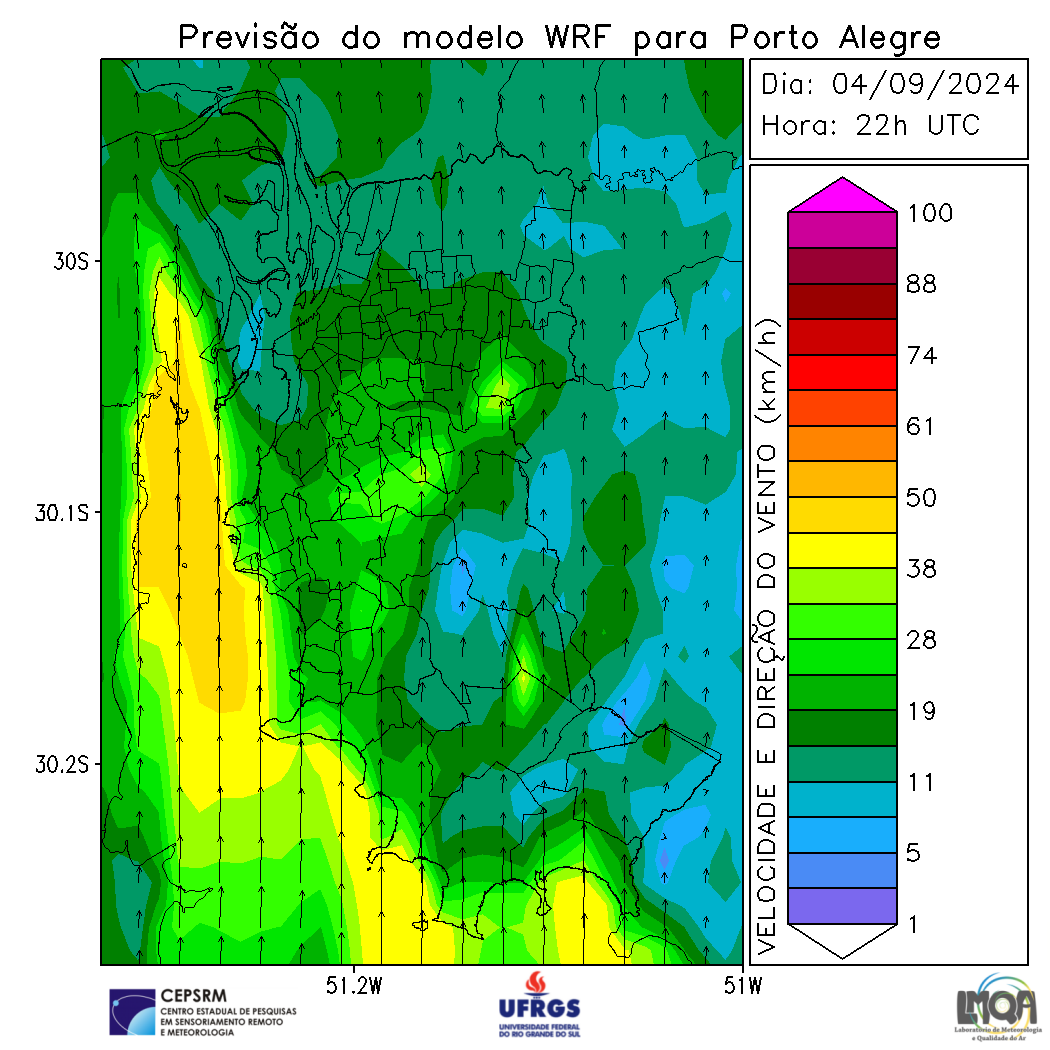 Previsão do modelo WRF para Porto Alegre
Dia: 04/09/2024
Hora: 22h UTC
30S
30.1S
30.2S
51.2W
51W
VELOCIDADE E DIREÇÃO DO VENTO (km/h)
100
88
74
61
50
38
28
19
11
5
1
CEPSRM
CENTRO ESTADUAL DE PESQUISAS
EM SENSORIAMENTO REMOTO
E METEOROLOGIA
UFRGS
UNIVERSIDADE FEDERAL
DO RIO GRANDE DO SUL
LMQA
Laboratório de Meteorologia
e Qualidade do Ar